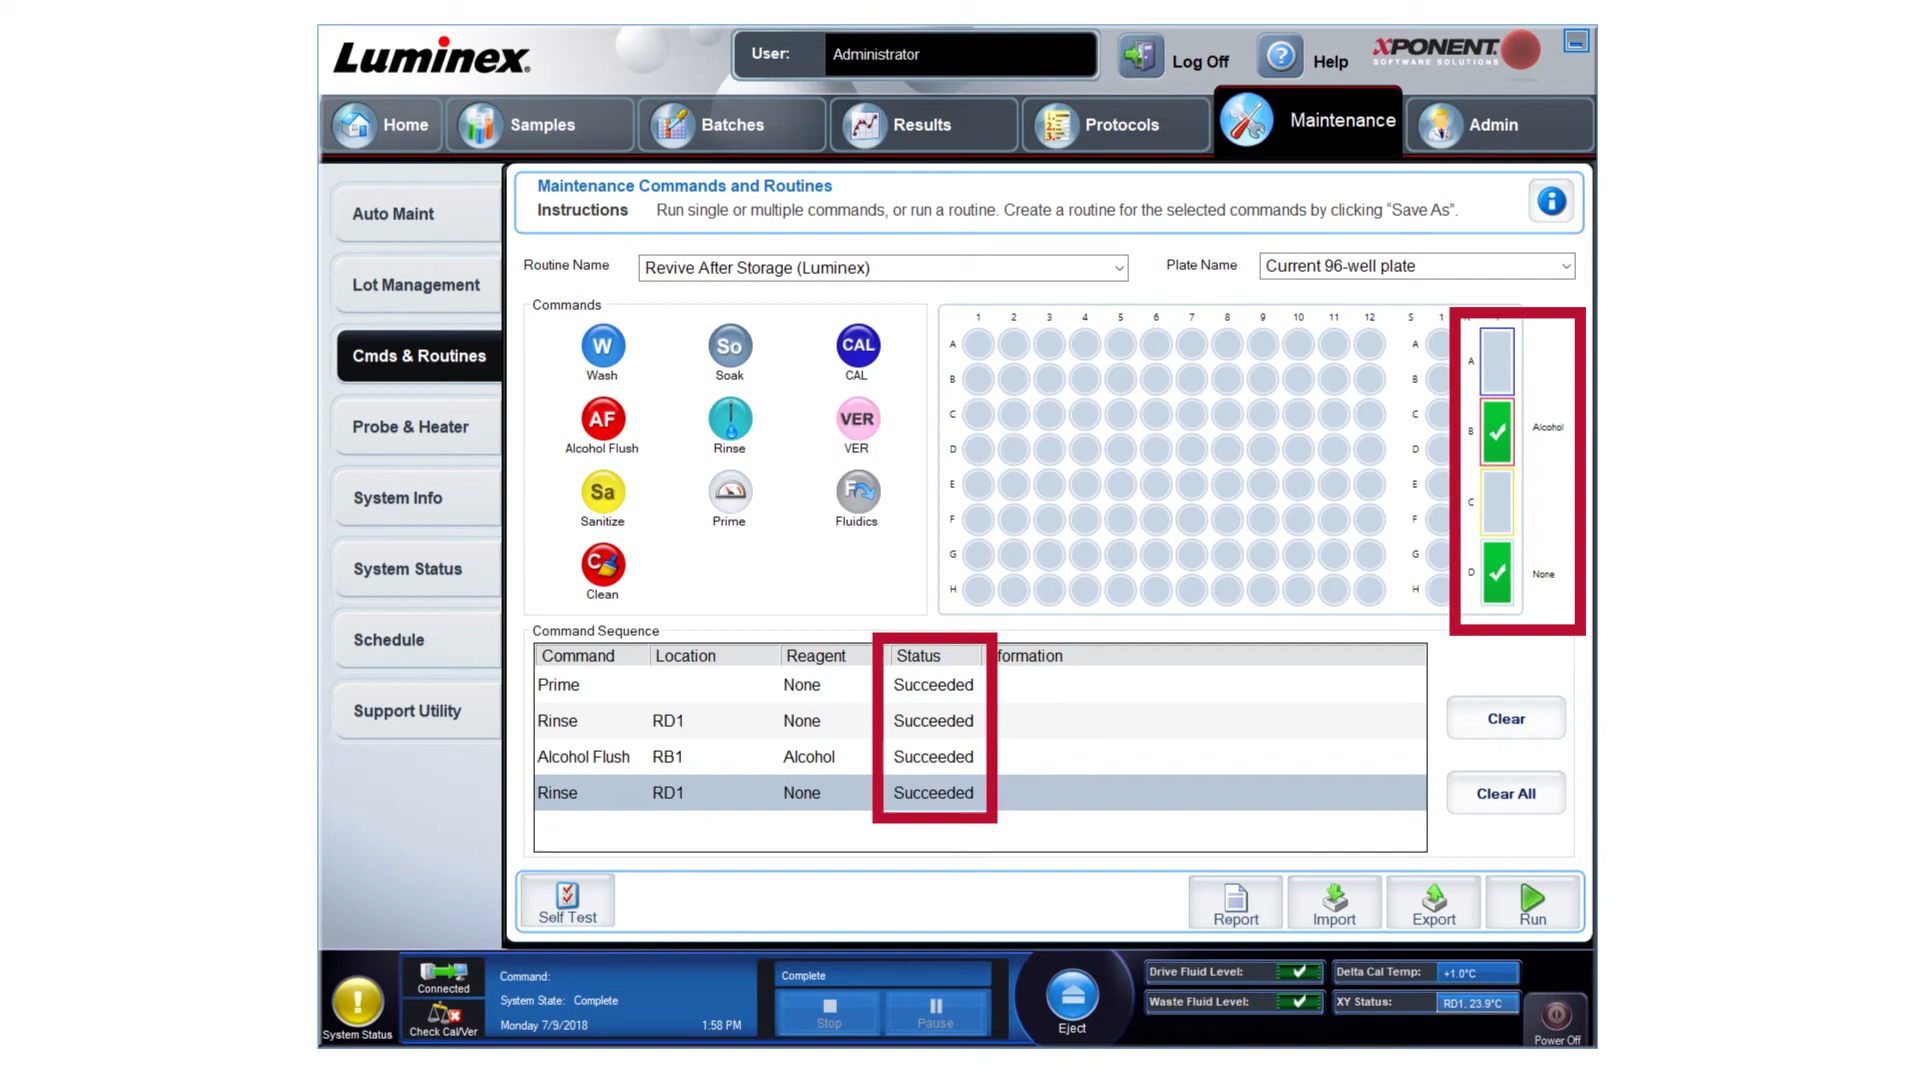 Luminex
User: Administrator
Log Off
Help
XPONENT.
SOFTWARE SOLUTIONS
Home
Samples
Batches
Results
Protocols
Maintenance
Admin
Auto Maint
Lot Management
Cmds & Routines
Probe & Heater
System Info
System Status
Schedule
Support Utility
Maintenance Commands and Routines
Instructions Run single or multiple commands, or run a routine. Create a routine for the selected commands by clicking “Save As”.
Routine Name Revive After Storage (Luminex)
Plate Name Current 96-well plate
Commands
W So CAL
Wash Soak CAL
AF VER
Alcohol Flush Rinse VER
Sa F
Sanitize Prime Fluidics
C
Clean
1 2 3 4 5 6 7 8 9 10 11 12 S 1
A A A
B B B Alcohol
C C C
D D D None
E E
F F
G G
H H
Command Sequence
Command Location Reagent Status formation
Prime None Succeeded
Rinse RD1 None Succeeded
Alcohol Flush RB1 Alcohol Succeeded
Rinse RD1 None Succeeded
Clear
Clear All
Self Test
Report
Import
Export
Run
System Status
Connected
Check Cal/Ver
Command:
System State: Complete
Monday 7/9/2018 1:58 PM
Complete
Stop
Pause
Eject
Drive Fluid Level:
Waste Fluid Level:
Delta Cal Temp: +1.0°C
XY Status: RD1, 23.9°C
Power Off